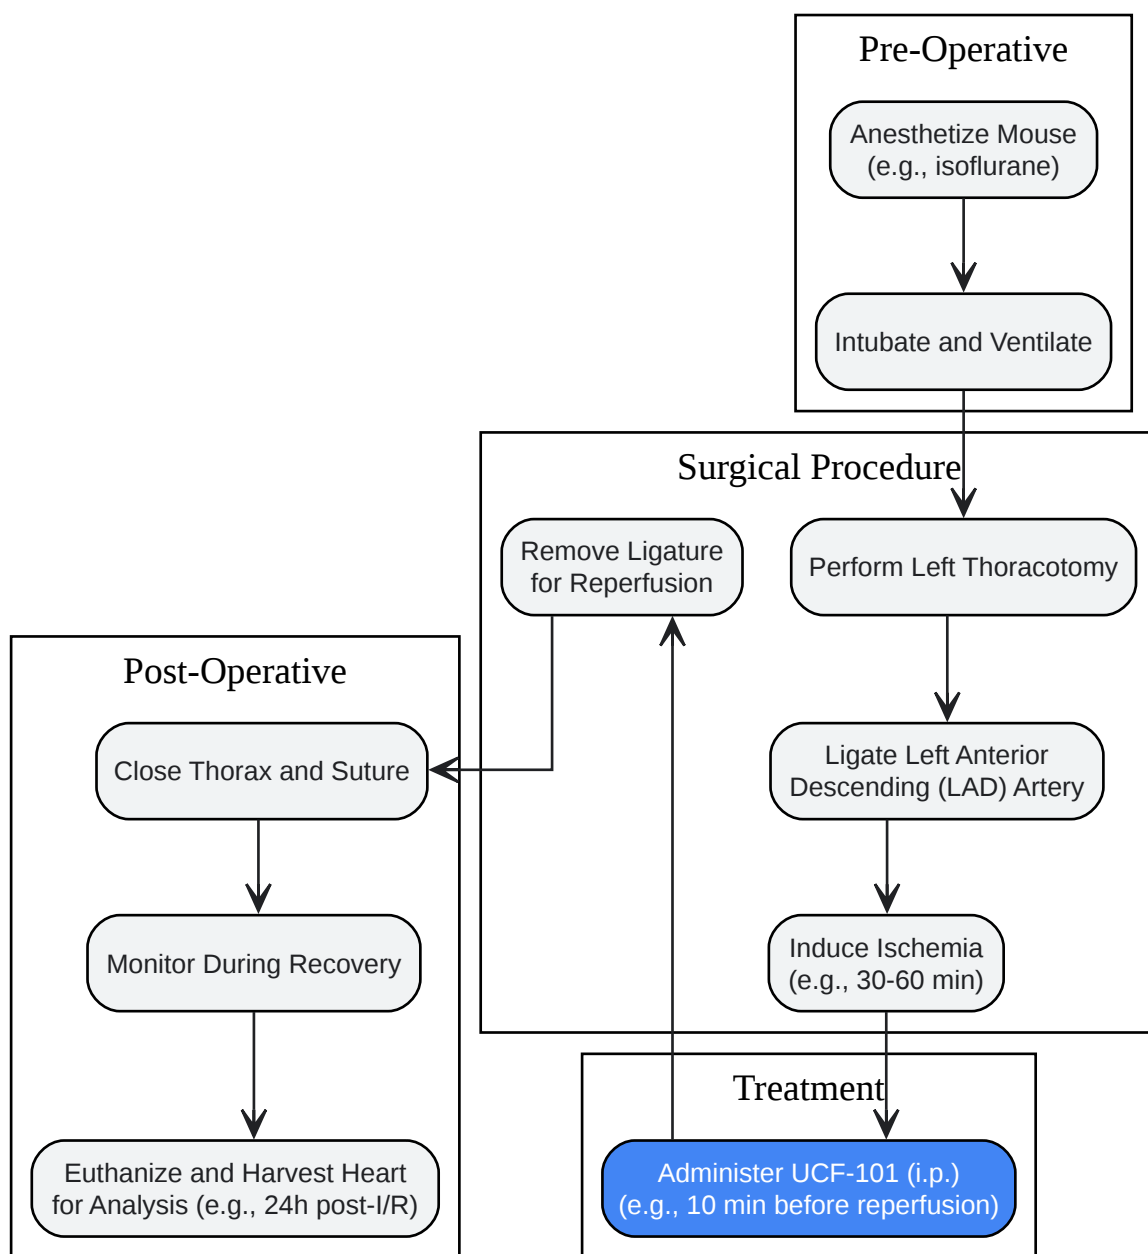 Pre-Operative
Anesthetize Mouse
(e.g., isoflurane)
Intubate and Ventilate
Surgical Procedure
Perform Left Thoracotomy
Ligate Left Anterior
Descending (LAD) Artery
Induce Ischemia
(e.g., 30-60 min)
Treatment
Administer UCF-101 (i.p.)
(e.g., 10 min before reperfusion)
Remove Ligature
for Reperfusion
Post-Operative
Close Thorax and Suture
Monitor During Recovery
Euthanize and Harvest Heart
for Analysis (e.g., 24h post-I/R)